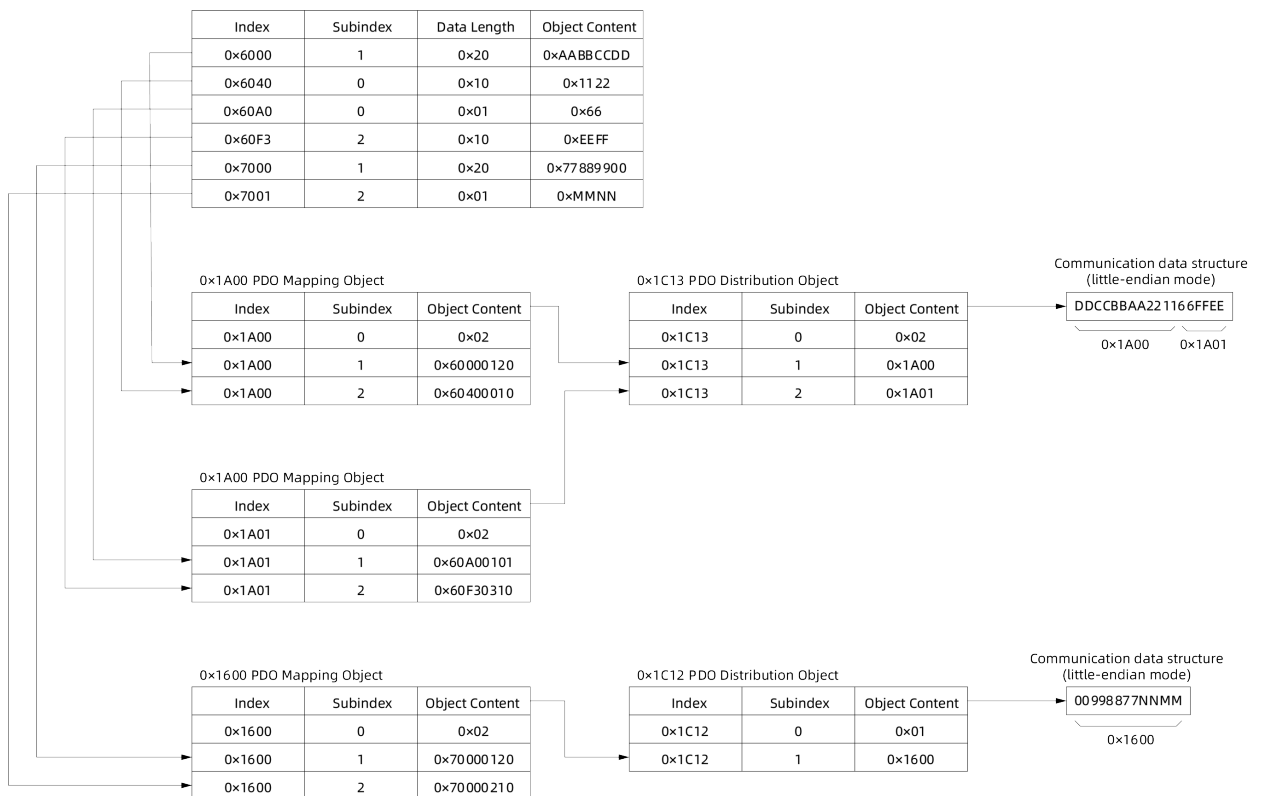 Index Subindex Data Length Object Content
0×6000 1 0×20 0×AABBCCDD
0×6040 0 0×10 0×1122
0×60A0 0 0×01 0×66
0×60F3 2 0×10 0×EEFF
0×7000 1 0×20 0×77889900
0×7001 2 0×01 0×MMNN
0×1A00 PDO Mapping Object
Index Subindex Object Content
0×1A00 0 0×02
0×1A00 1 0×60000120
0×1A00 2 0×60400010
0×1C13 PDO Distribution Object
Index Subindex Object Content
0×1C13 0 0×02
0×1C13 1 0×1A00
0×1C13 2 0×1A01
Communication data structure
(little-endian mode)
DDCCBBAA221166FFEE
0×1A00 0×1A01
0×1A00 PDO Mapping Object
Index Subindex Object Content
0×1A01 0 0×02
0×1A01 1 0×60A00101
0×1A01 2 0×60F30310
0×1600 PDO Mapping Object
Index Subindex Object Content
0×1600 0 0×02
0×1600 1 0×70000120
0×1600 2 0×70000210
0×1C12 PDO Distribution Object
Index Subindex Object Content
0×1C12 0 0×01
0×1C12 1 0×1600
Communication data structure
(little-endian mode)
00998877NNMM
0×1600